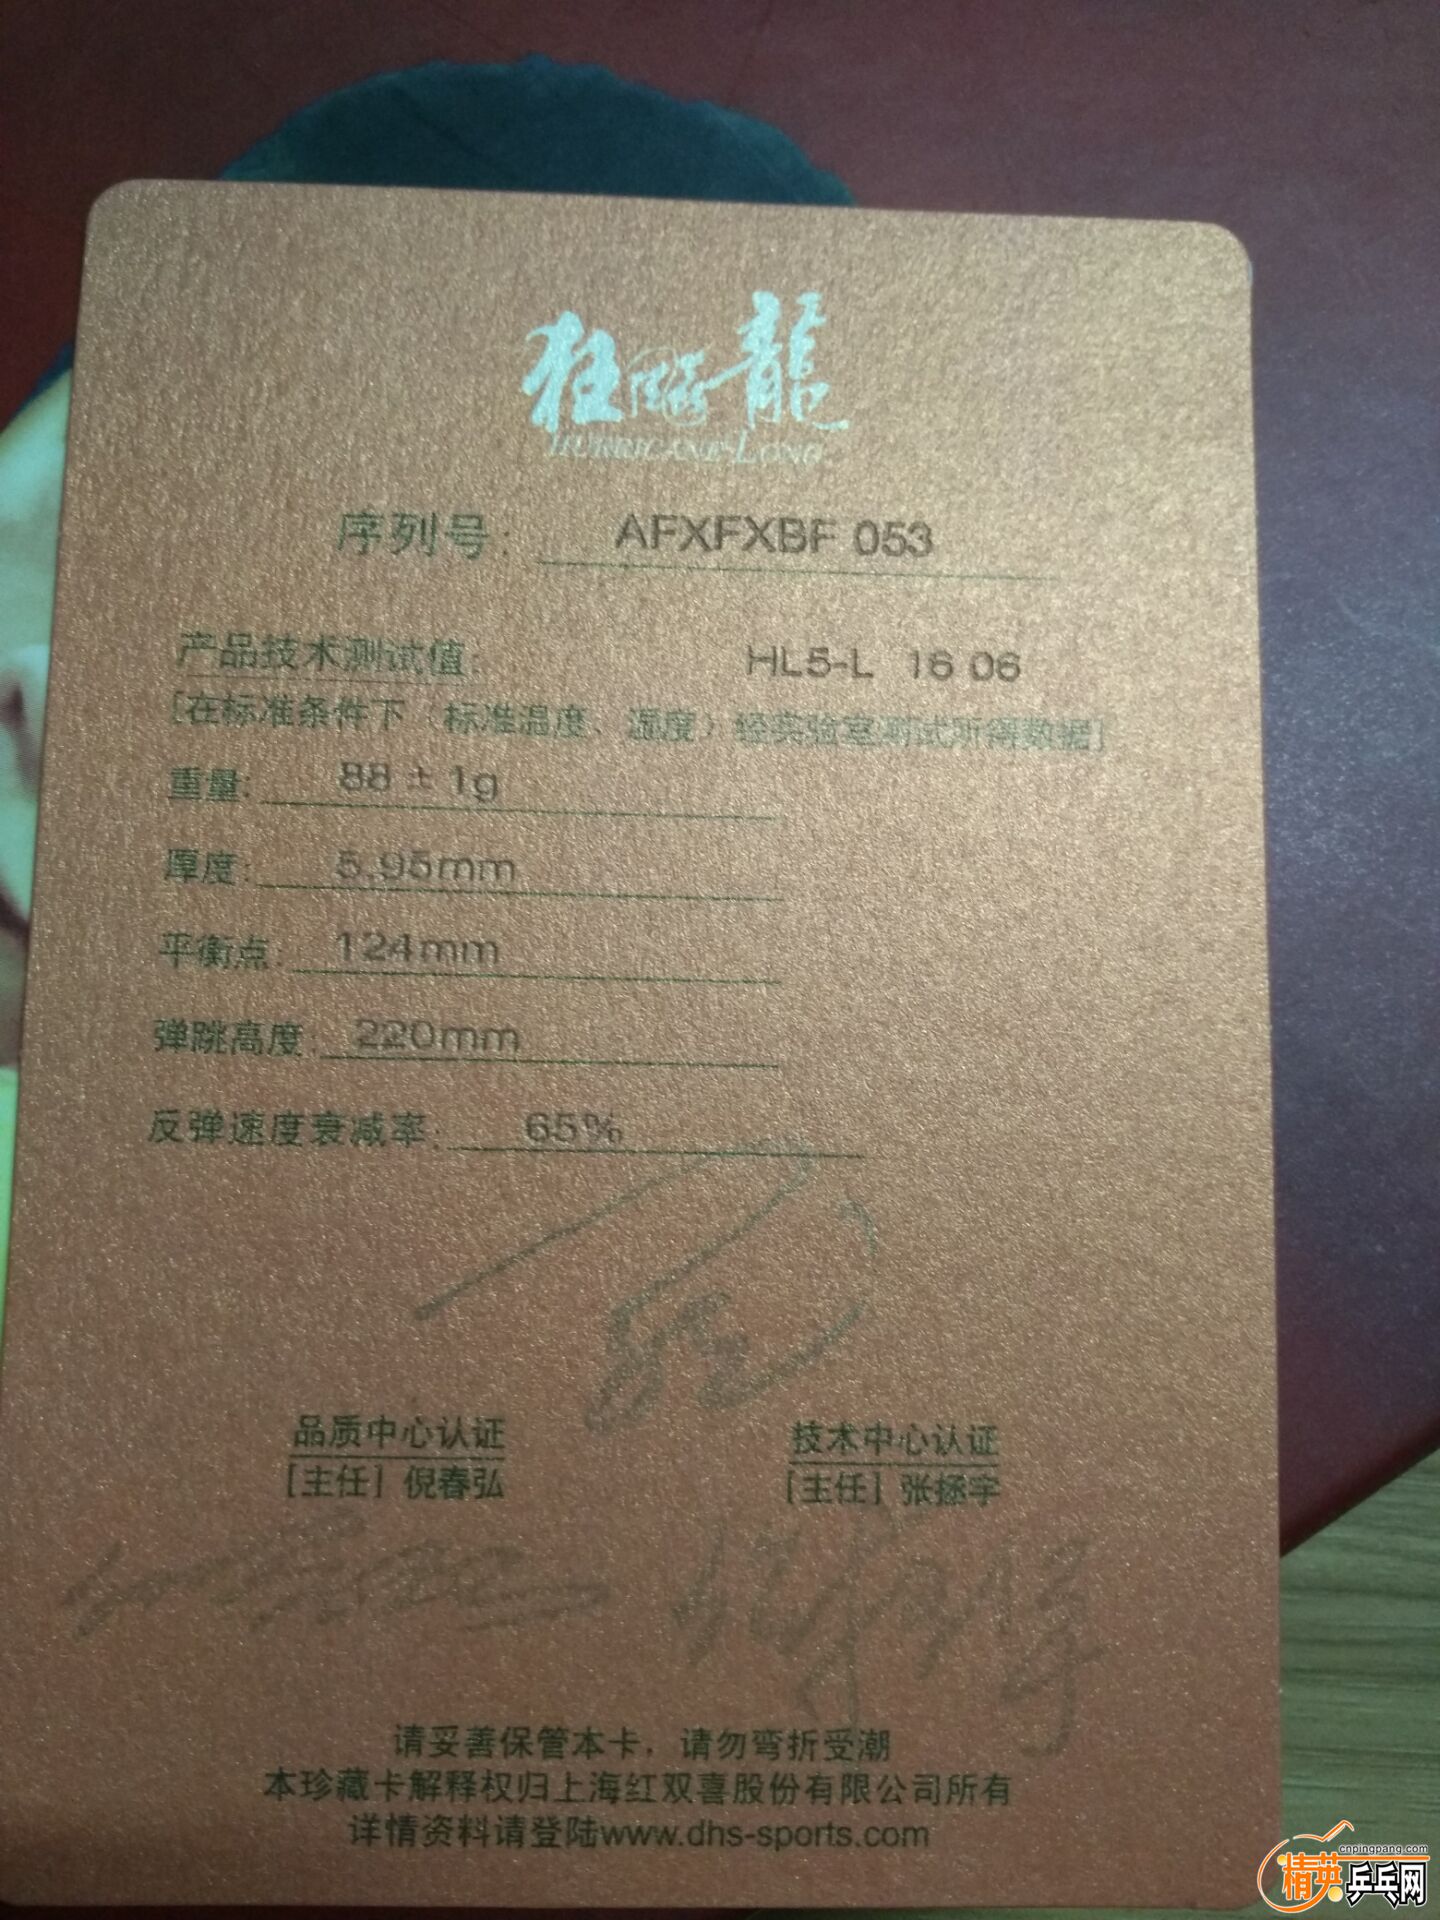 狂飚龍
HURRICANE-LONG
序列号: AFXFXBF 053
产品技术测试值: HL5-L 16 06
[在标准条件下（标准温度、湿度）经实验室测试所得数据]
重量: 88±1g
厚度: 5.95mm
平衡点: 124mm
弹跳高度: 220mm
反弹速度衰减率: 65%
品质中心认证 技术中心认证
[主任] 倪春弘 [主任] 张拯宇
请妥善保管本卡，请勿弯折受潮
本珍藏卡解释权归上海红双喜股份有限公司所有
详情资料请登陆www.dhs-sports.com
cnpingpang.com
精英乒乓网